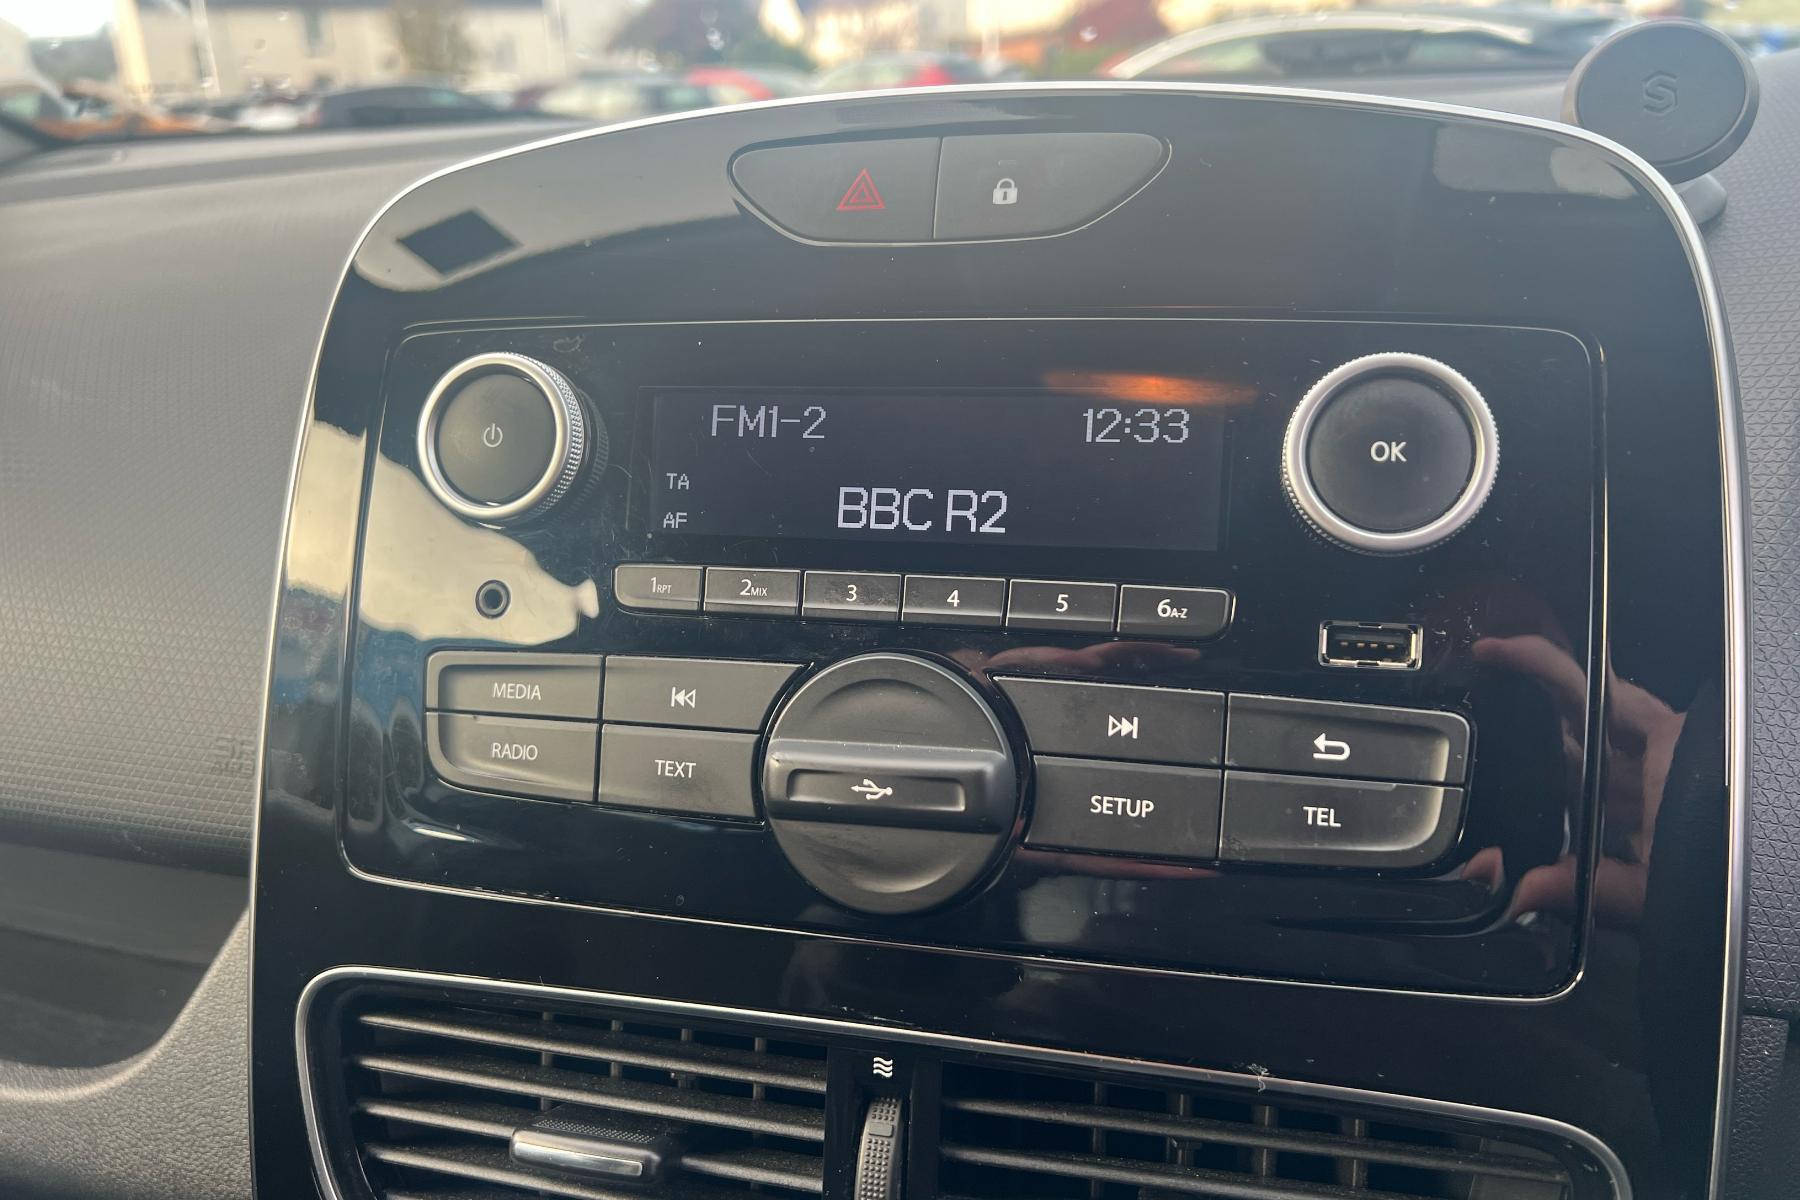 FM1-2 12:33
TA
AF
BBC R2
OK
1RPT 2MIX 3 4 5 6A-Z
MEDIA
RADIO TEXT
SETUP TEL